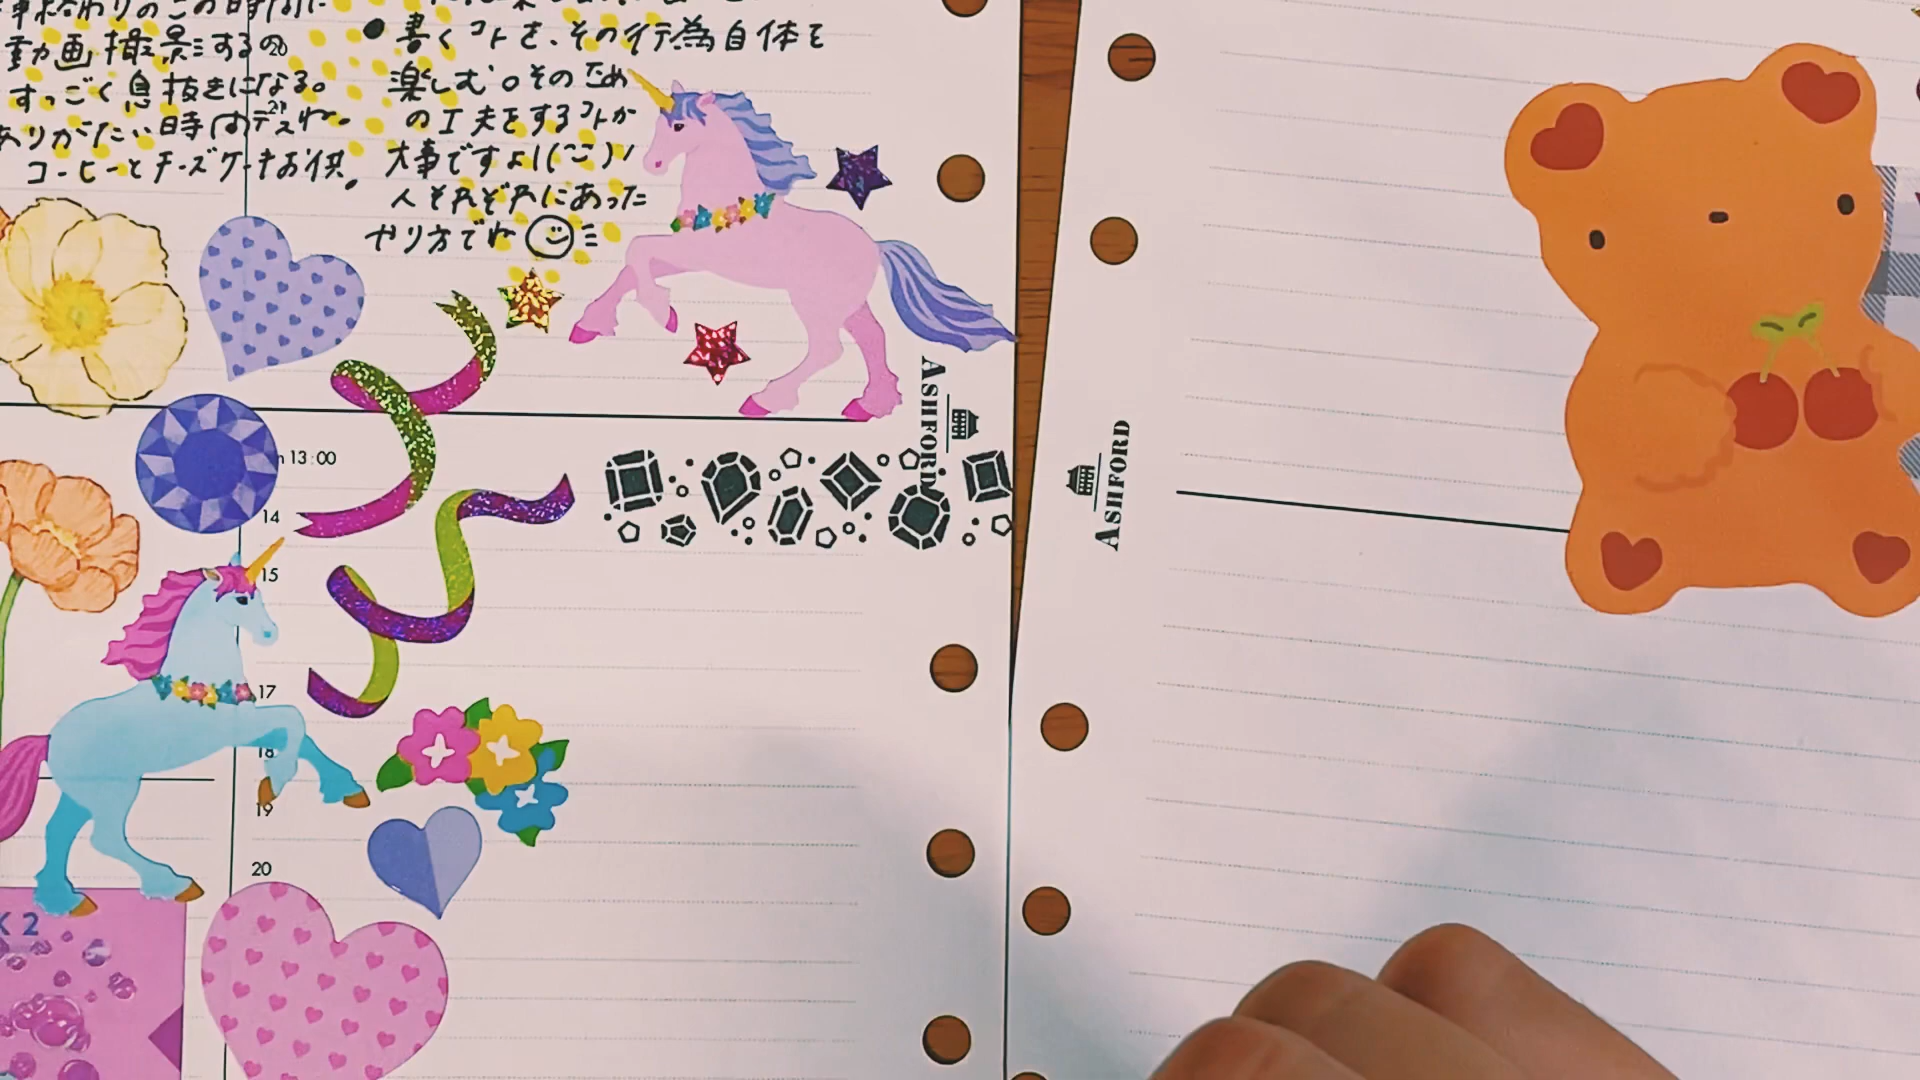 動画撮影するの
すっごく息抜きになる。
ありがたい時間デスわ。
コーヒーとチーズケーキお供。
● 書くコトを、その行為自体を
楽しむ。そのため
の工夫をするコトが
大事ですよ！
人それぞれにあった
やり方でね
20
21
ASHFORD
13:00
14
15
17
18
19
20
K 2
ASHFORD